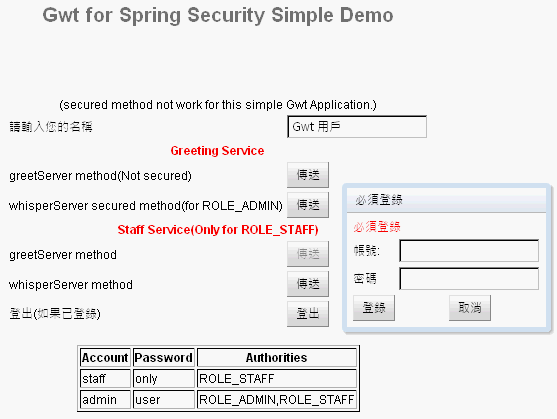 Gwt for Spring Security Simple Demo
(secured method not work for this simple Gwt Application.)
請輸入您的名稱 Gwt 用戶
Greeting Service
greetServer method(Not secured) 傳送
whisperServer secured method(for ROLE_ADMIN) 傳送
Staff Service(Only for ROLE_STAFF)
greetServer method 傳送
whisperServer method 傳送
登出(如果已登錄) 登出
必須登錄
必須登錄
帳號:
密碼
登錄 取消
Account Password Authorities
staff only ROLE_STAFF
admin user ROLE_ADMIN,ROLE_STAFF